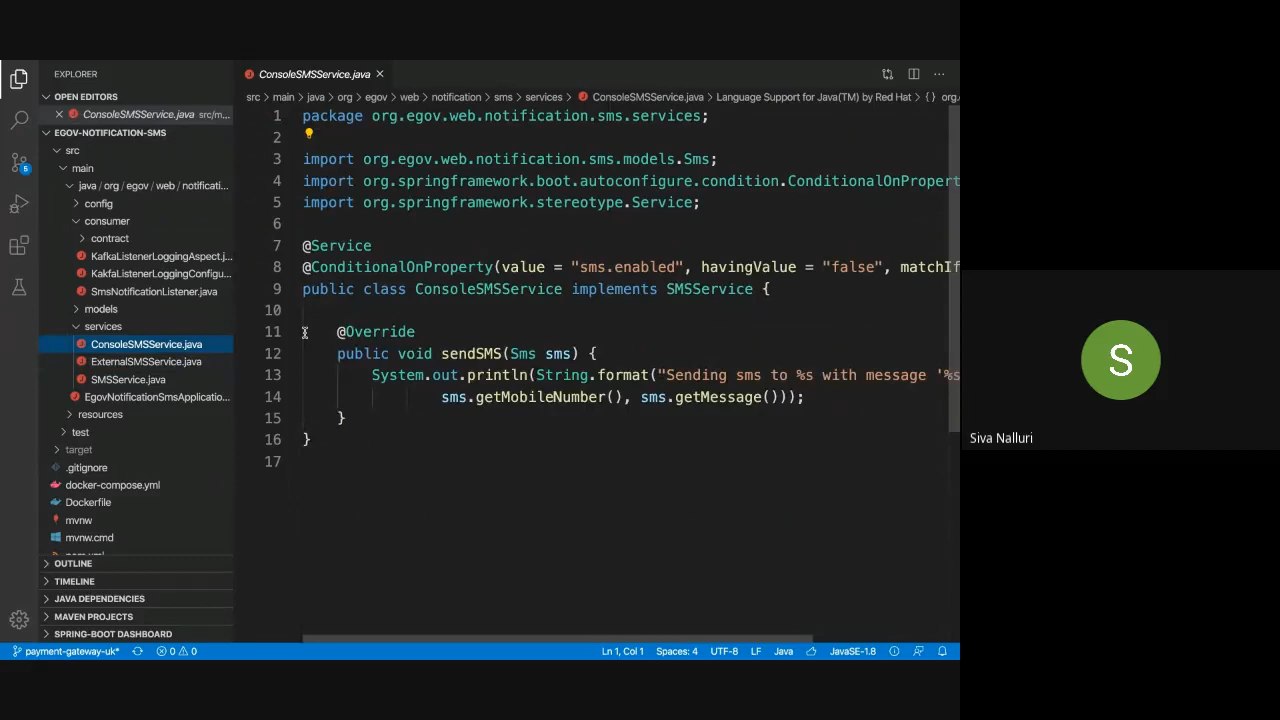 EXPLORER
OPEN EDITORS
ConsoleSMSService.java src/m...
EGOV-NOTIFICATION-SMS
src
main
java / org / egov / web / notificati...
config
consumer
contract
KafkaListenerLoggingAspect.j...
KakfaListenerLoggingConfigu...
SmsNotificationListener.java
models
services
ConsoleSMSService.java
ExternalSMSService.java
SMSService.java
EgovNotificationSmsApplicatio...
resources
test
target
.gitignore
docker-compose.yml
Dockerfile
mvnw
mvnw.cmd
OUTLINE
TIMELINE
JAVA DEPENDENCIES
MAVEN PROJECTS
SPRING-BOOT DASHBOARD
5
ConsoleSMSService.java
src > main > java > org > egov > web > notification > sms > services > ConsoleSMSService.java > Language Support for Java(TM) by Red Hat > {} org.
1 package org.egov.web.notification.sms.services;
2
3 import org.egov.web.notification.sms.models.Sms;
4 import org.springframework.boot.autoconfigure.condition.ConditionalOnPropert
5 import org.springframework.stereotype.Service;
6
7 @Service
8 @ConditionalOnProperty(value = "sms.enabled", havingValue = "false", matchIf
9 public class ConsoleSMSService implements SMSService {
10
11 @Override
12 public void sendSMS(Sms sms) {
13 System.out.println(String.format("Sending sms to %s with message '%s
14 sms.getMobileNumber(), sms.getMessage()));
15 }
16 }
17
payment-gateway-uk* 0 0 Ln 1, Col 1 Spaces: 4 UTF-8 LF Java JavaSE-1.8
S
Siva Nalluri